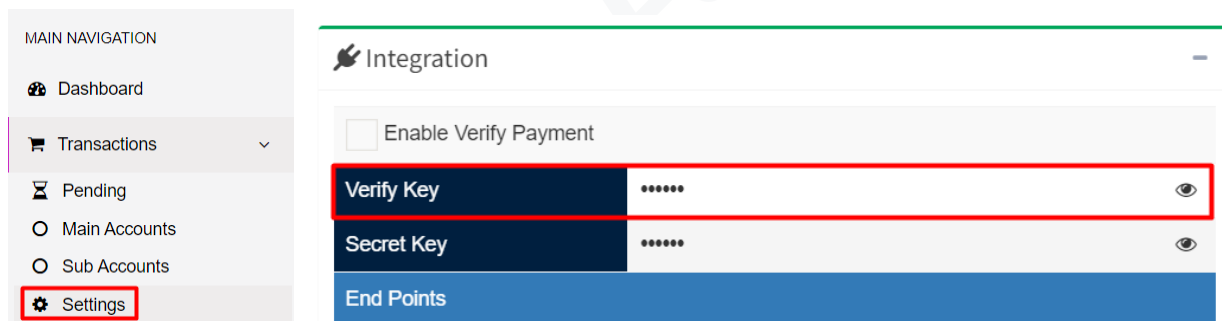 MAIN NAVIGATION
Dashboard
Transactions
Pending
Main Accounts
Sub Accounts
Settings
Integration
Enable Verify Payment
Verify Key ••••••
Secret Key ••••••
End Points